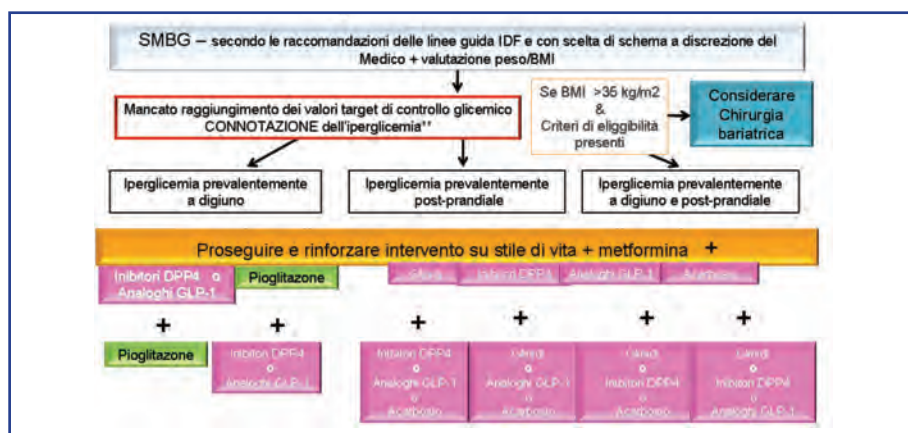 SMBG – secondo le raccomandazioni delle linee guida IDF e con scelta di schema a discrezione del
Medico + valutazione peso/BMI
Mancato raggiungimento dei valori target di controllo glicemico
CONNOTAZIONE dell'iperglicemia**
Se BMI >35 kg/m2
&
Criteri di eliggibilità
presenti
Considerare
Chirurgia
bariatrica
Iperglicemia prevalentemente
a digiuno
Iperglicemia prevalentemente
post-prandiale
Iperglicemia prevalentemente
a digiuno e post-prandiale
Proseguire e rinforzare intervento su stile di vita + metformina +
Inibitori DPP4 o
Analoghi GLP-1
Pioglitazone
Glinidi
Inibitori DPP4
Analoghi GLP-1
Acarbosio
+
+
+
+
+
+
Pioglitazone
Inibitori DPP4
o
Analoghi GLP-1
Inibitori DPP4
o
Analoghi GLP-1
o
Acarbosio
Glinidi
o
Analoghi GLP-1
o
Acarbosio
Glinidi
o
Inibitori DPP4
o
Acarbosio
Glinidi
o
Inibitori DPP4
o
Analoghi GLP-1